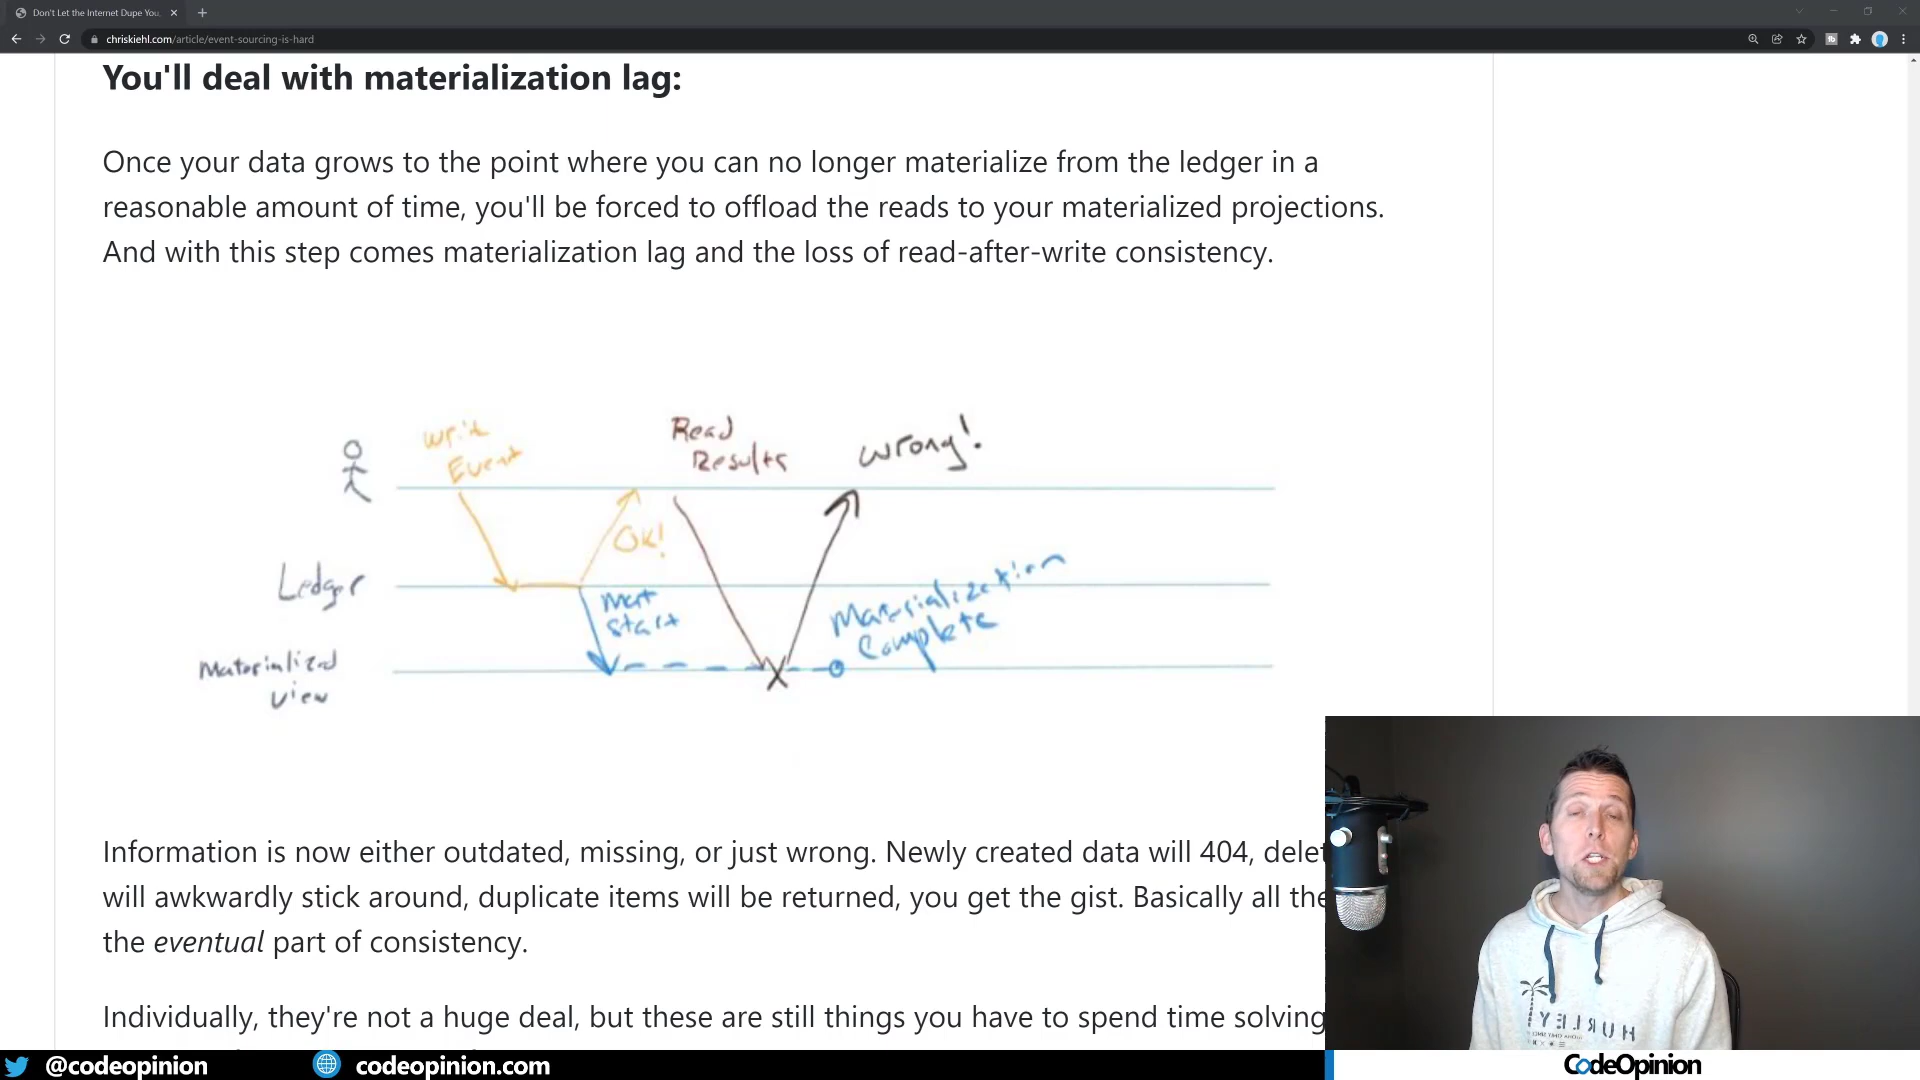 Don't Let the Internet Dupe You,
chriskiehl.com/article/event-sourcing-is-hard
You'll deal with materialization lag:
Once your data grows to the point where you can no longer materialize from the ledger in a
reasonable amount of time, you'll be forced to offload the reads to your materialized projections.
And with this step comes materialization lag and the loss of read-after-write consistency.
Write
Event
Read
Results
Wrong!
OK!
Ledger
Mat
Start
Materialization
Complete
Materialized
View
Information is now either outdated, missing, or just wrong. Newly created data will 404, delet
will awkwardly stick around, duplicate items will be returned, you get the gist. Basically all the
the eventual part of consistency.
Individually, they're not a huge deal, but these are still things you have to spend time solving
HURLEY
@codeopinion
codeopinion.com
CodeOpinion